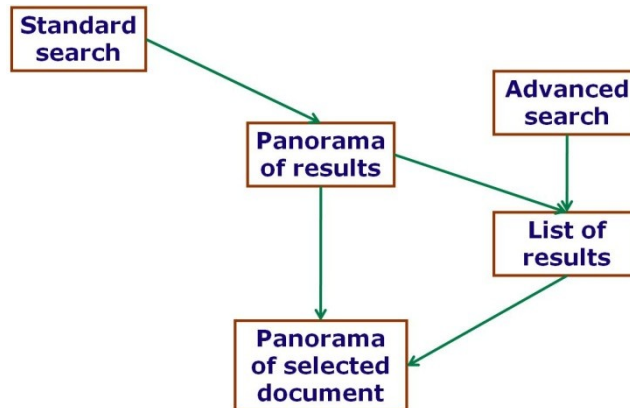 Standard
search
Advanced
search
Panorama
of results
List of
results
Panorama
of selected
document